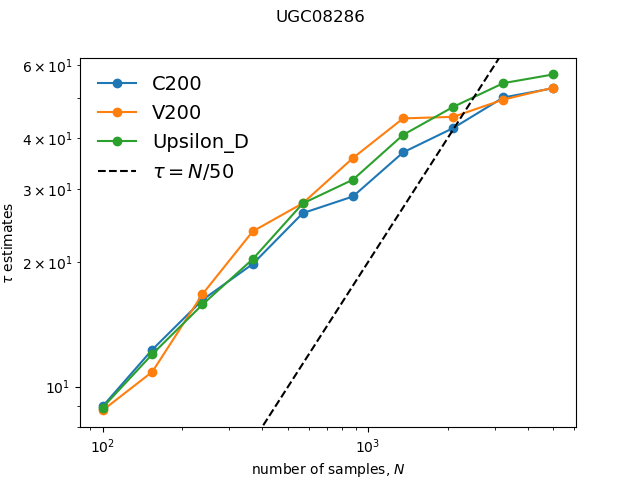 UGC08286
6 × 10¹
4 × 10¹
3 × 10¹
2 × 10¹
10¹
τ estimates
C200
V200
Upsilon_D
τ = N/50
10² 10³
number of samples, N